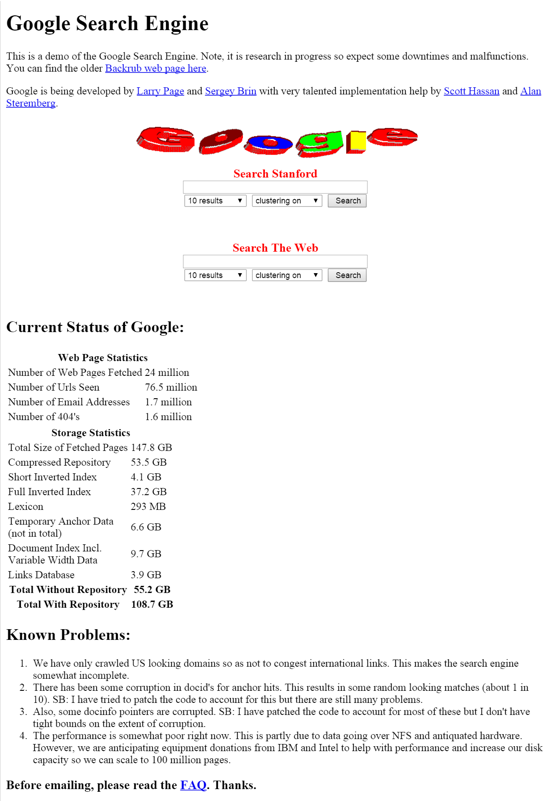 Google Search Engine
This is a demo of the Google Search Engine. Note, it is research in progress so expect some downtimes and malfunctions.
You can find the older Backrub web page here.
Google is being developed by Larry Page and Sergey Brin with very talented implementation help by Scott Hassan and Alan
Steremberg.
Google
Search Stanford
10 results clustering on Search
Search The Web
10 results clustering on Search
Current Status of Google:
Web Page Statistics
Number of Web Pages Fetched 24 million
Number of Urls Seen 76.5 million
Number of Email Addresses 1.7 million
Number of 404's 1.6 million
Storage Statistics
Total Size of Fetched Pages 147.8 GB
Compressed Repository 53.5 GB
Short Inverted Index 4.1 GB
Full Inverted Index 37.2 GB
Lexicon 293 MB
Temporary Anchor Data
(not in total) 6.6 GB
Document Index Incl.
Variable Width Data 9.7 GB
Links Database 3.9 GB
Total Without Repository 55.2 GB
Total With Repository 108.7 GB
Known Problems:
1. We have only crawled US looking domains so as not to congest international links. This makes the search engine
somewhat incomplete.
2. There has been some corruption in docid's for anchor hits. This results in some random looking matches (about 1 in
10). SB: I have tried to patch the code to account for this but there are still many problems.
3. Also, some docinfo pointers are corrupted. SB: I have patched the code to account for most of these but I don't have
tight bounds on the extent of corruption.
4. The performance is somewhat poor right now. This is partly due to data going over NFS and antiquated hardware.
However, we are anticipating equipment donations from IBM and Intel to help with performance and increase our disk
capacity so we can scale to 100 million pages.
Before emailing, please read the FAQ. Thanks.